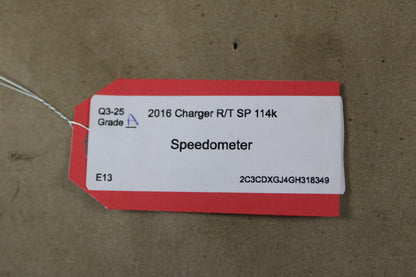 Q3-25
Grade A
2016 Charger R/T SP 114k
Speedometer
E13
2C3CDXGJ4GH318349